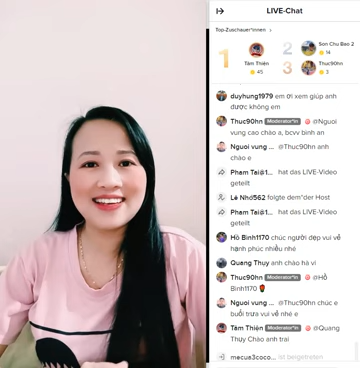 LIVE-Chat
Top-Zuschauer*innen >
1
Tâm Thiện
45
2
Son Chu Bao 2
14
3
Thuc90hn
3
duyhung1979 em ơi xem giúp anh
được không em
Thuc90hn Moderator*in @Nguoi
vung cao chào a, bcvv bình an
Nguoi vung ... @Thuc90hn anh
chào e
Pham Tai@1... hat das LIVE-Video
geteilt
Lê Nhơ562 folgte dem*der Host
Pham Tai@1... hat das LIVE-Video
geteilt
Hồ Bình1170 chúc người đẹp vui về
hạnh phúc nhiều nhé
Quang Thụy anh chào hà vi
Thuc90hn Moderator*in @Hồ
Bình1170
Nguoi vung ... @Thuc90hn chúc e
buổi trưa vui vẻ nhé e
Tâm Thiện Moderator*in @Quang
Thụy Chào anh trai
mecua3coco... ist beigetreten